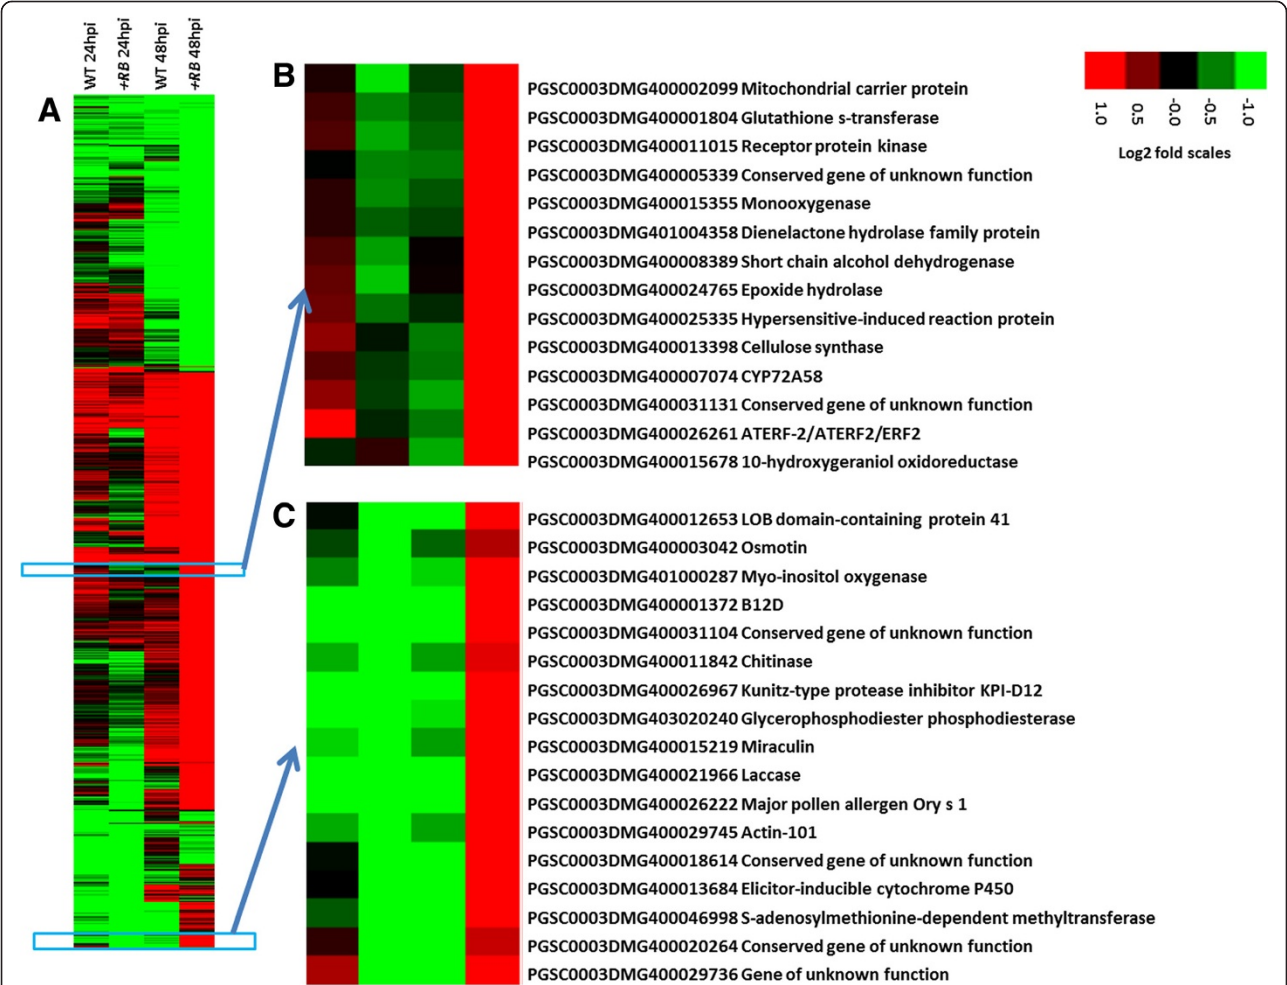 WT 24hpi
+RB 24hpi
WT 48hpi
+RB 48hpi
A
B
PGSC0003DMG400002099 Mitochondrial carrier protein
PGSC0003DMG400001804 Glutathione s-transferase
PGSC0003DMG400011015 Receptor protein kinase
PGSC0003DMG400005339 Conserved gene of unknown function
PGSC0003DMG400015355 Monooxygenase
PGSC0003DMG401004358 Dienelactone hydrolase family protein
PGSC0003DMG400008389 Short chain alcohol dehydrogenase
PGSC0003DMG400024765 Epoxide hydrolase
PGSC0003DMG400025335 Hypersensitive-induced reaction protein
PGSC0003DMG400013398 Cellulose synthase
PGSC0003DMG400007074 CYP72A58
PGSC0003DMG400031131 Conserved gene of unknown function
PGSC0003DMG400026261 ATERF-2/ATERF2/ERF2
PGSC0003DMG400015678 10-hydroxygeraniol oxidoreductase
1.0
0.5
-0.0
-0.5
-1.0
Log2 fold scales
C
PGSC0003DMG400012653 LOB domain-containing protein 41
PGSC0003DMG400003042 Osmotin
PGSC0003DMG401000287 Myo-inositol oxygenase
PGSC0003DMG400001372 B12D
PGSC0003DMG400031104 Conserved gene of unknown function
PGSC0003DMG400011842 Chitinase
PGSC0003DMG400026967 Kunitz-type protease inhibitor KPI-D12
PGSC0003DMG403020240 Glycerophosphodiester phosphodiesterase
PGSC0003DMG400015219 Miraculin
PGSC0003DMG400021966 Laccase
PGSC0003DMG400026222 Major pollen allergen Ory s 1
PGSC0003DMG400029745 Actin-101
PGSC0003DMG400018614 Conserved gene of unknown function
PGSC0003DMG400013684 Elicitor-inducible cytochrome P450
PGSC0003DMG400046998 S-adenosylmethionine-dependent methyltransferase
PGSC0003DMG400020264 Conserved gene of unknown function
PGSC0003DMG400029736 Gene of unknown function